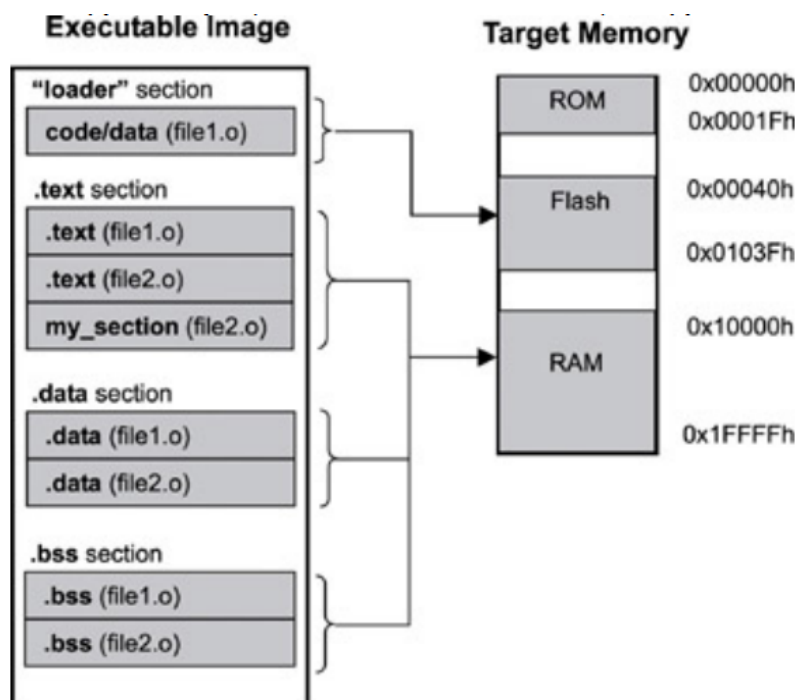 Executable Image
"loader" section
code/data (file1.o)
.text section
.text (file1.o)
.text (file2.o)
my_section (file2.o)
.data section
.data (file1.o)
.data (file2.o)
.bss section
.bss (file1.o)
.bss (file2.o)
Target Memory
ROM
0x00000h
0x0001Fh
Flash
0x00040h
0x0103Fh
RAM
0x10000h
0x1FFFFh